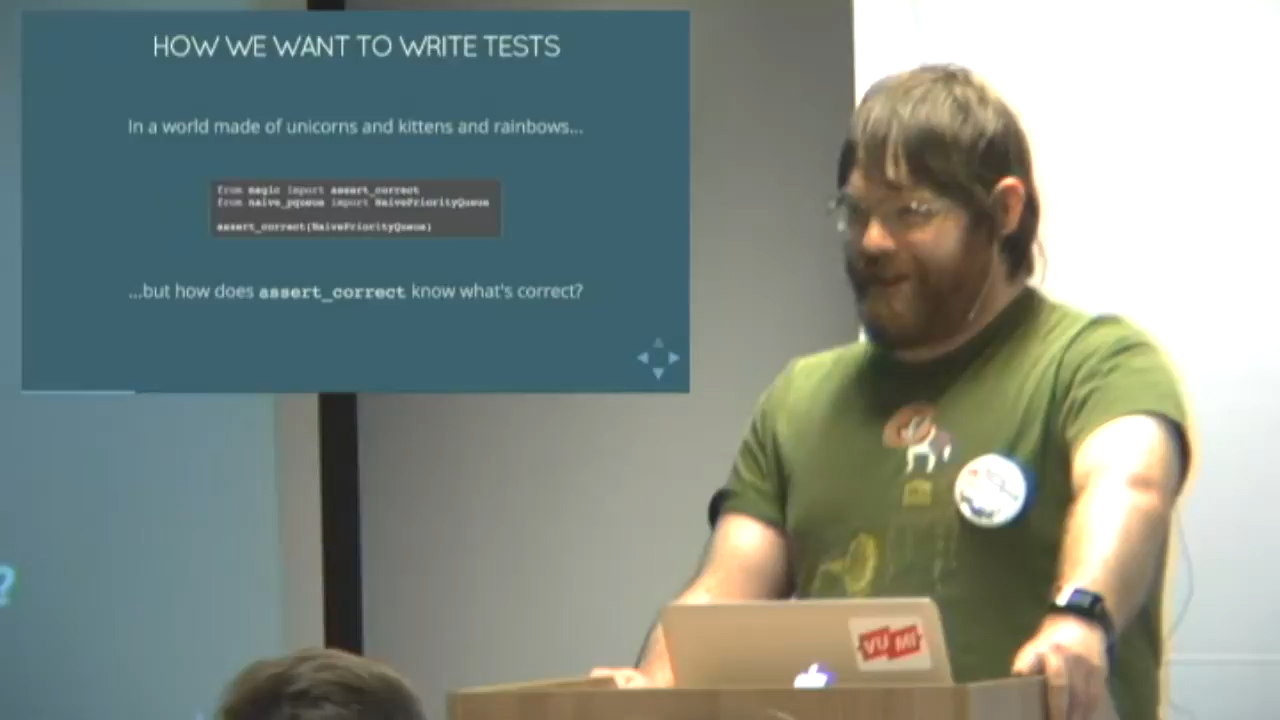 HOW WE WANT TO WRITE TESTS
In a world made of unicorns and kittens and rainbows...
from magic import assert_correct
from naive_pqueue import NaivePriorityQueue
assert_correct(NaivePriorityQueue)
...but how does assert_correct know what's correct?
?
VU MI